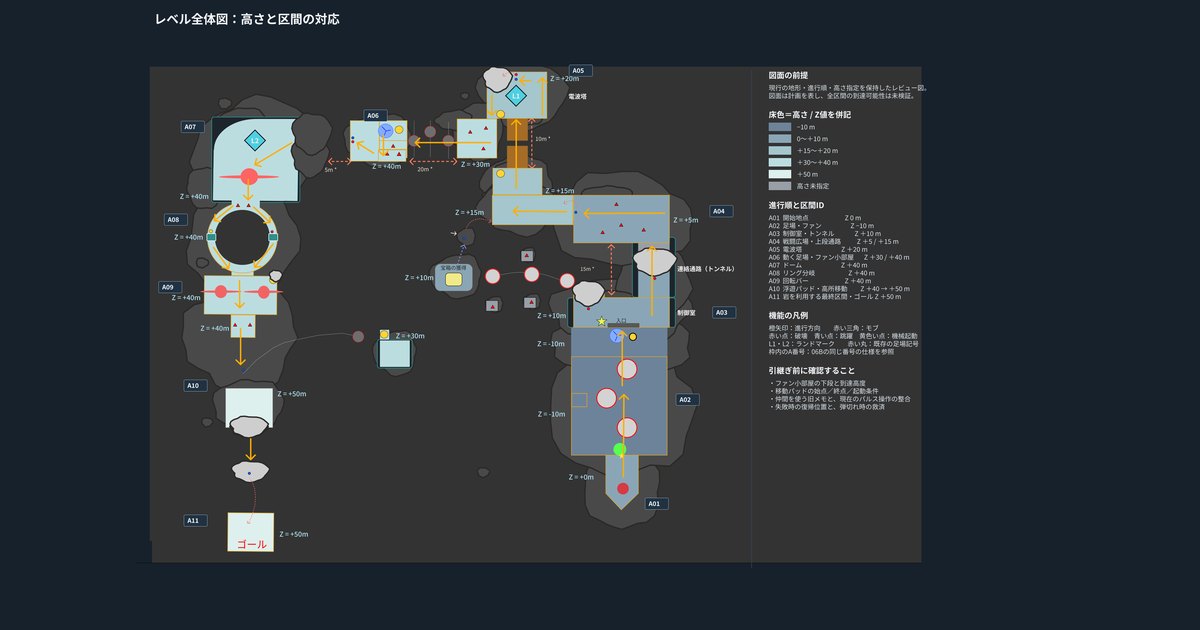 レベル全体図：高さと区間の対応
A05
Z = +20m
電波塔
L1
A06
A07
L2
10m *
5m *
20m *
Z = +40m
Z = +30m
Z = +40m
Z = +15m
A08
Z = +15m
A04
Z = +5m
Z = +40m
宝箱の獲得
Z = +10m
15m *
連絡通路（トンネル）
A09
Z = +40m
Z = +10m
入口
制御室
A03
Z = +40m
Z = +30m
Z = -10m
A10
Z = +50m
A02
Z = -10m
Z = +0m
A01
A11
Z = +50m
ゴール
図面の前提
現行の地形・進行順・高さ指定を保持したレビュー図。
図面は計画を表し、全区間の到達可能性は未検証。
床色＝高さ / Z値を併記
−10 m
0〜＋10 m
＋15〜＋20 m
＋30〜＋40 m
＋50 m
高さ未指定
進行順と区間ID
A01 開始地点 Z 0 m
A02 足場・ファン Z −10 m
A03 制御室・トンネル Z ＋10 m
A04 戦闘広場・上段通路 Z ＋5 / ＋15 m
A05 電波塔 Z ＋20 m
A06 動く足場・ファン小部屋 Z ＋30 / ＋40 m
A07 ドーム Z ＋40 m
A08 リング分岐 Z ＋40 m
A09 回転バー Z ＋40 m
A10 浮遊パッド・高所移動 Z ＋40 → ＋50 m
A11 岩を利用する最終区間・ゴール Z ＋50 m
機能の凡例
橙矢印：進行方向 赤い三角：モブ
赤い点：破壊 青い点：跳躍 黄色い点：機械起動
L1・L2：ランドマーク 赤い丸：既存の足場記号
枠内のA番号：06Bの同じ番号の仕様を参照
引継ぎ前に確認すること
・ファン小部屋の下段と到達高度
・移動パッドの始点／終点／起動条件
・仲間を使う旧メモと、現在のパルス操作の整合
・失敗時の復帰位置と、弾切れ時の救済